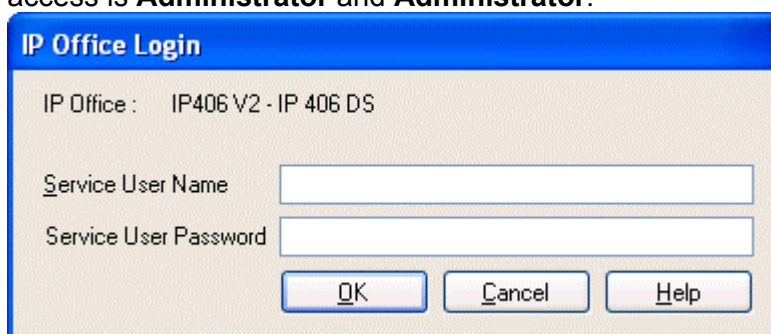 access is Administrator and Administrator.
IP Office Login
IP Office : IP406 V2 - IP 406 DS
Service User Name
Service User Password
OK Cancel Help